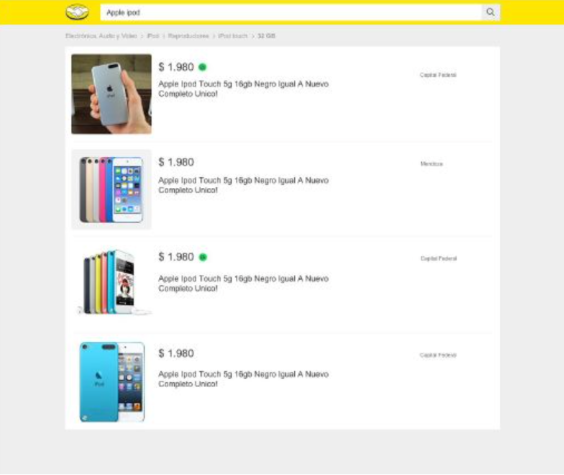 Apple ipod
Electrónica, Audio y Video > iPod > Reproductores > iPod touch > 32 GB
$ 1.980
Apple Ipod Touch 5g 16gb Negro Igual A Nuevo
Completo Unico!
Capital Federal
$ 1.980
Apple Ipod Touch 5g 16gb Negro Igual A Nuevo
Completo Unico!
Mendoza
$ 1.980
Apple Ipod Touch 5g 16gb Negro Igual A Nuevo
Completo Unico!
Capital Federal
$ 1.980
Apple Ipod Touch 5g 16gb Negro Igual A Nuevo
Completo Unico!
Capital Federal